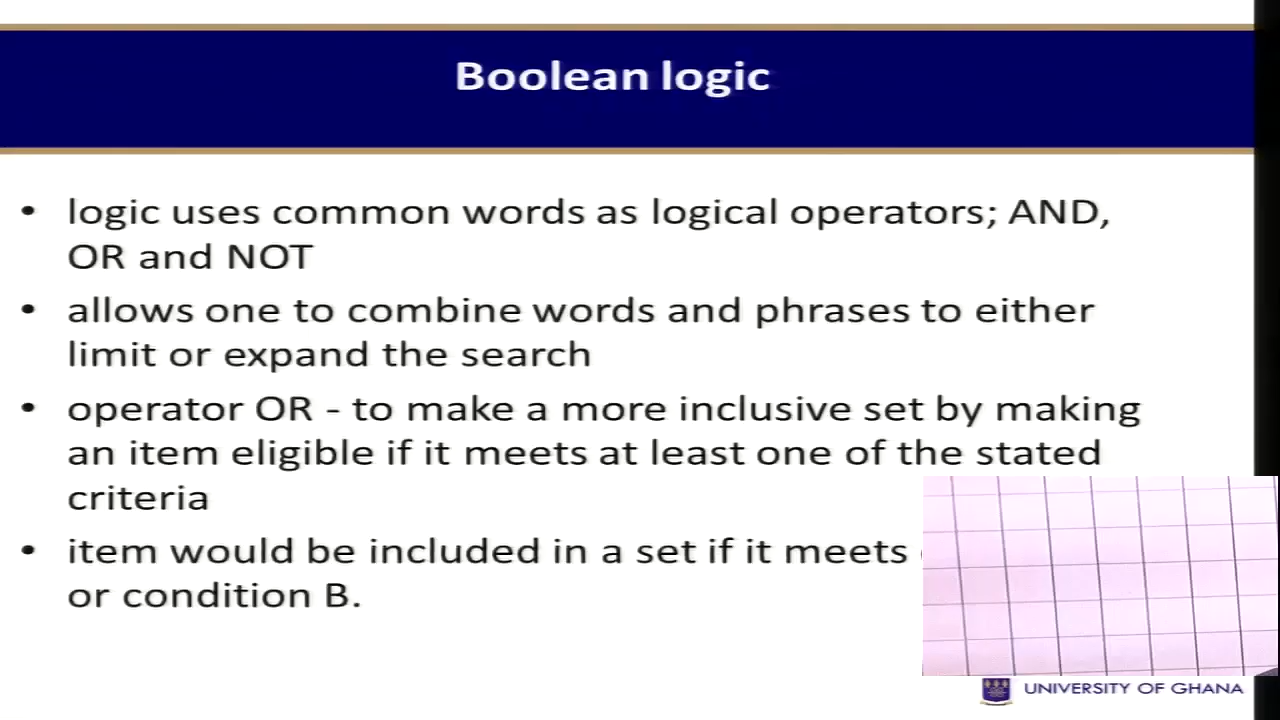 Boolean logic
• logic uses common words as logical operators; AND,
OR and NOT
• allows one to combine words and phrases to either
limit or expand the search
• operator OR - to make a more inclusive set by making
an item eligible if it meets at least one of the stated
criteria
• item would be included in a set if it meets
or condition B.
UNIVERSITY OF GHANA